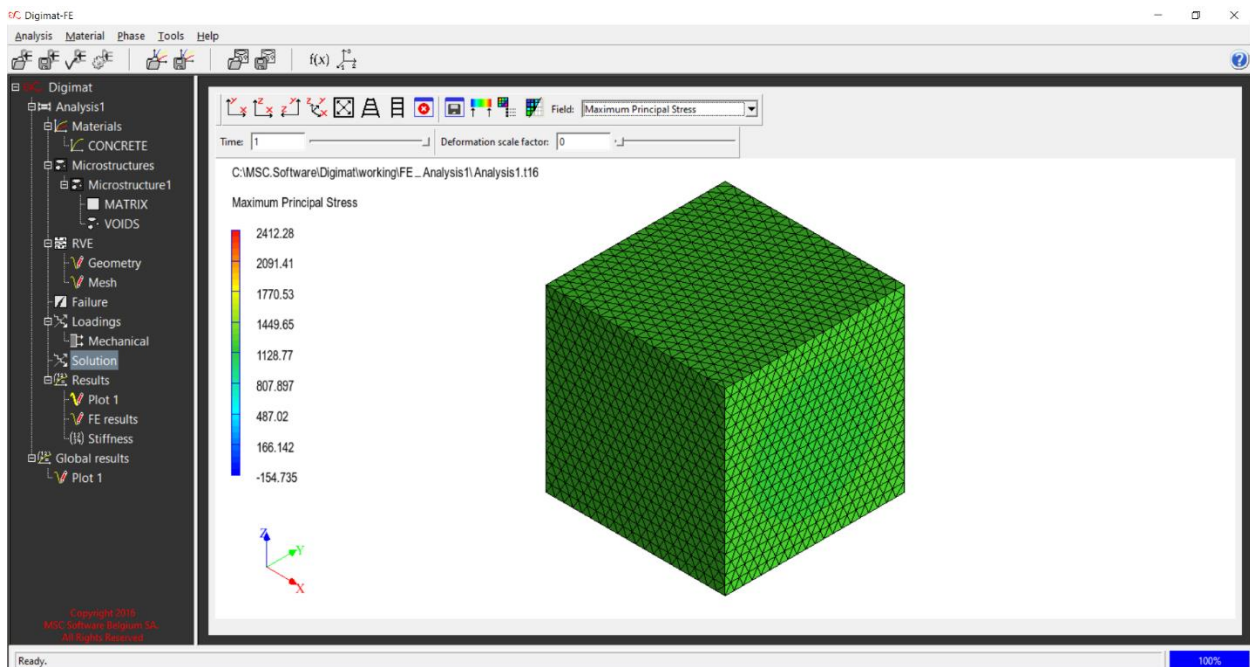 Digimat-FE
Analysis Material Phase Tools Help
f(x)
Digimat
Analysis1
Materials
CONCRETE
Microstructures
Microstructure1
MATRIX
VOIDS
RVE
Geometry
Mesh
Failure
Loadings
Mechanical
Solution
Results
Plot 1
FE results
Stiffness
Global results
Plot 1
Copyright 2016
MSC Software Belgium SA.
All Rights Reserved
Field: Maximum Principal Stress
Time: 1 Deformation scale factor: 0
C:\MSC.Software\Digimat\working\FE_Analysis1\Analysis1.t16
Maximum Principal Stress
2412.28
2091.41
1770.53
1449.65
1128.77
807.897
487.02
166.142
-154.735
Z
Y
X
Ready. 100%